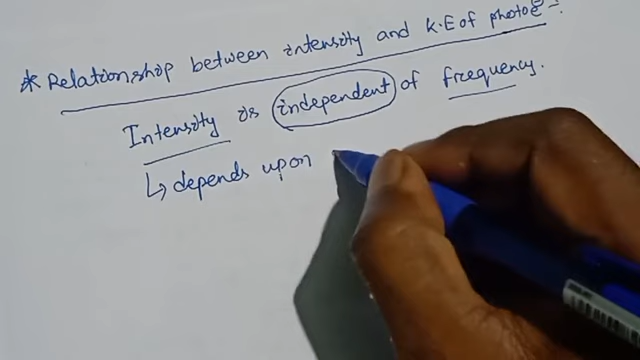 * Relationship between intensity and K.E of photoe⁻ :-
Intensity is independent of frequency.
↳ depends upon